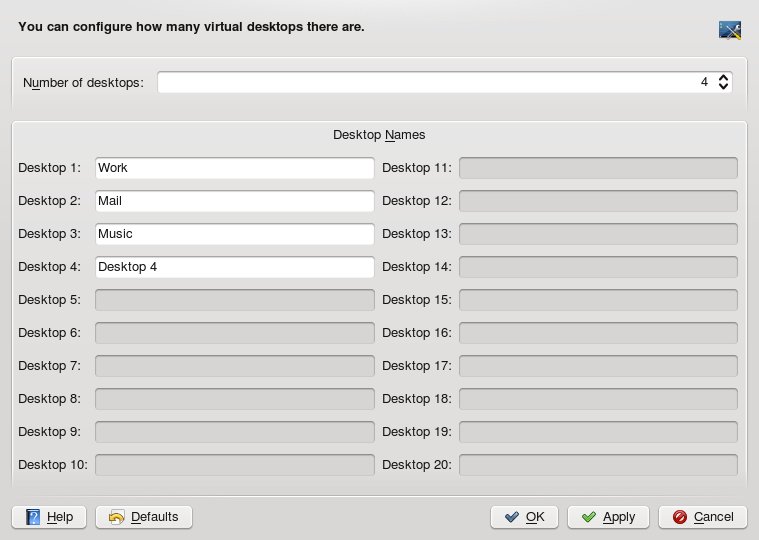 You can configure how many virtual desktops there are.
Number of desktops: 4
Desktop Names
Desktop 1: Work Desktop 11:
Desktop 2: Mail Desktop 12:
Desktop 3: Music Desktop 13:
Desktop 4: Desktop 4 Desktop 14:
Desktop 5: Desktop 15:
Desktop 6: Desktop 16:
Desktop 7: Desktop 17:
Desktop 8: Desktop 18:
Desktop 9: Desktop 19:
Desktop 10: Desktop 20:
Help Defaults OK Apply Cancel